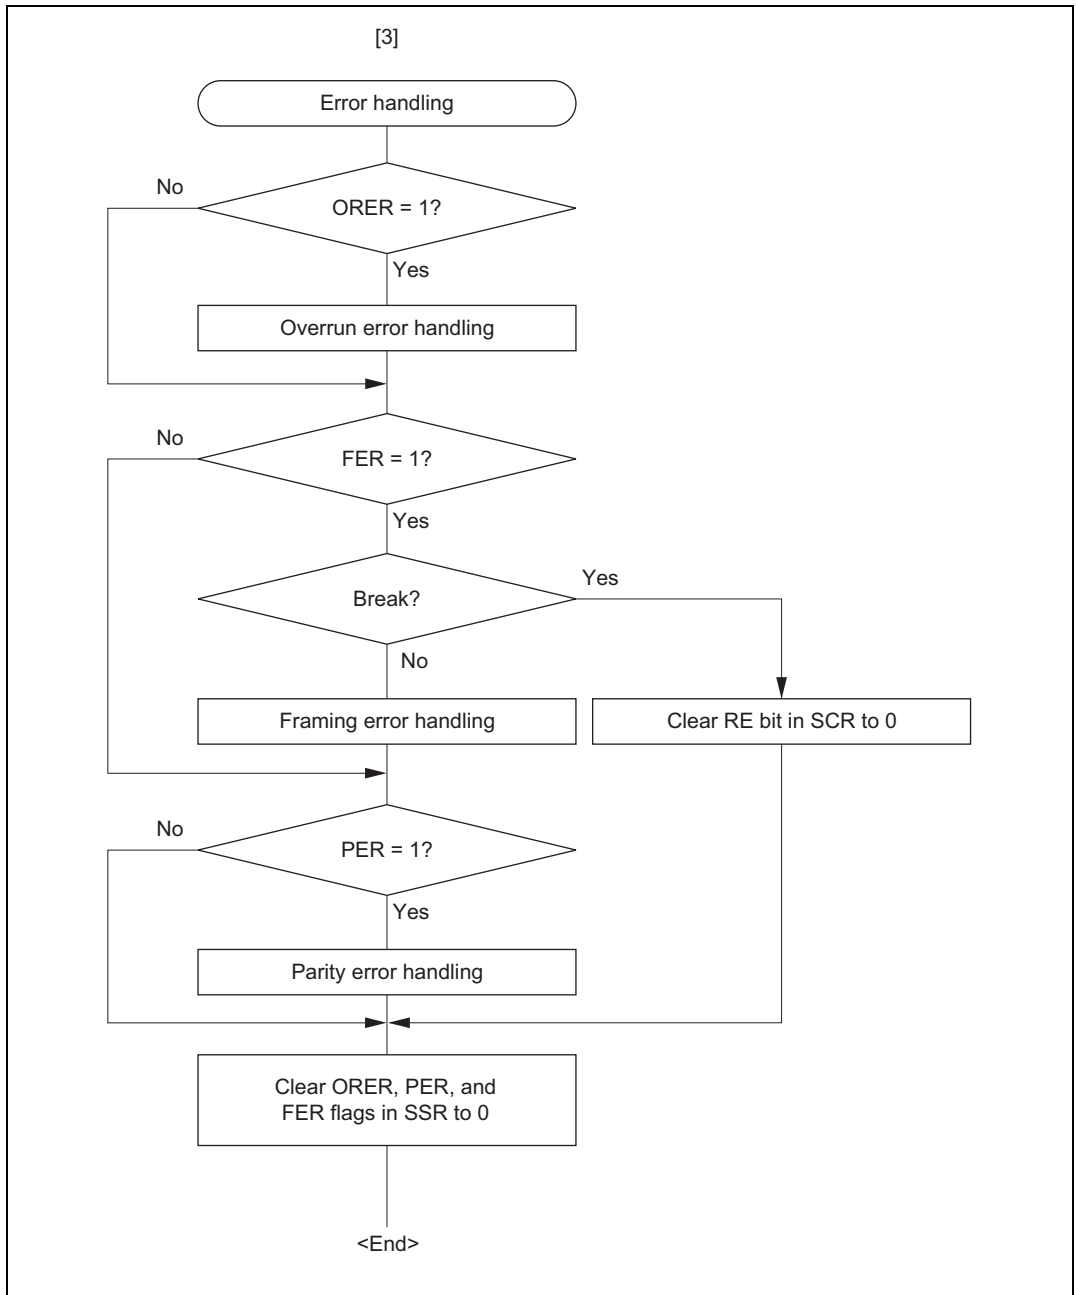 [3]
Error handling
No
ORER = 1?
Yes
Overrun error handling
No
FER = 1?
Yes
Break?
Yes
No
Framing error handling
Clear RE bit in SCR to 0
No
PER = 1?
Yes
Parity error handling
Clear ORER, PER, and
FER flags in SSR to 0
<End>